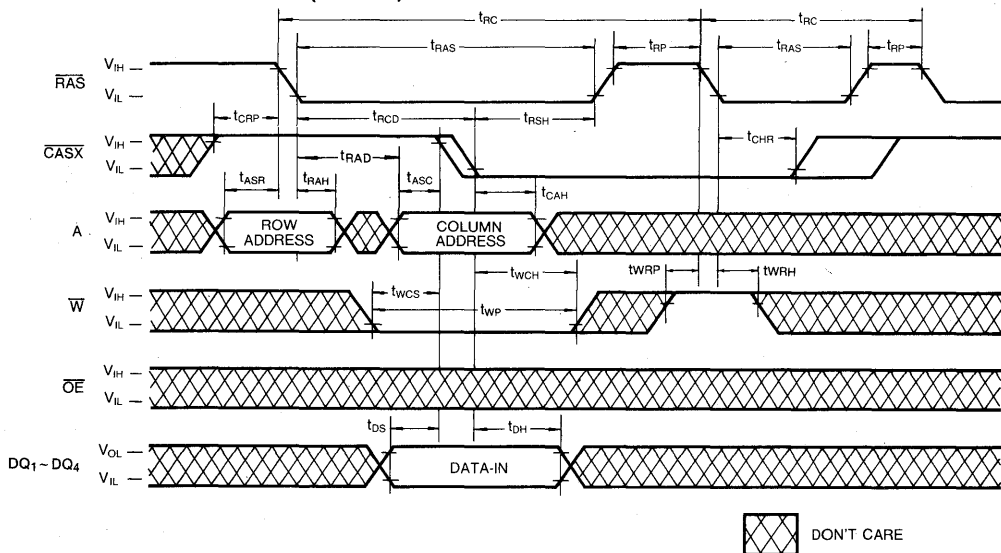 tRC tRC
tRAS tRP tRAS tRP
RAS VIH
VIL
tCRP tRCD tRSH tCHR
CASX VIH
VIL
tRAD
tASR tRAH tASC tCAH
A VIH
VIL
ROW ADDRESS
COLUMN ADDRESS
tWCH tWRP tWRH
tWCS
W VIH
VIL
tWP
OE VIH
VIL
tDS tDH
DQ1~DQ4 VOL
VIL
DATA-IN
DON'T CARE